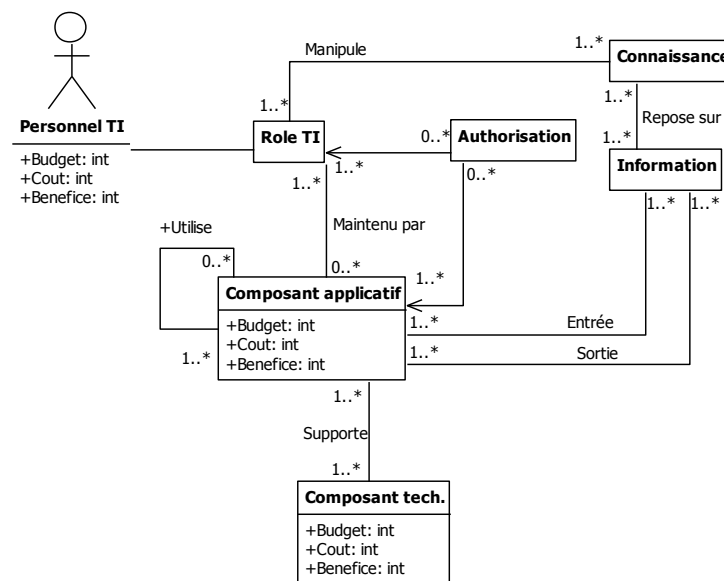 Manipule
1..*
Connaissance
1..*
1..*
Repose sur
1..*
Personnel TI
+Budget: int
+Cout: int
+Benefice: int
Role TI
0..*
Authorisation
1..*
0..*
1..*
Information
1..*
1..*
+Utilise
Maintenu par
0..*
0..*
Composant applicatif
+Budget: int
+Cout: int
+Benefice: int
1..*
1..*
Entrée
1..*
Sortie
1..*
1..*
Supporte
1..*
Composant tech.
+Budget: int
+Cout: int
+Benefice: int